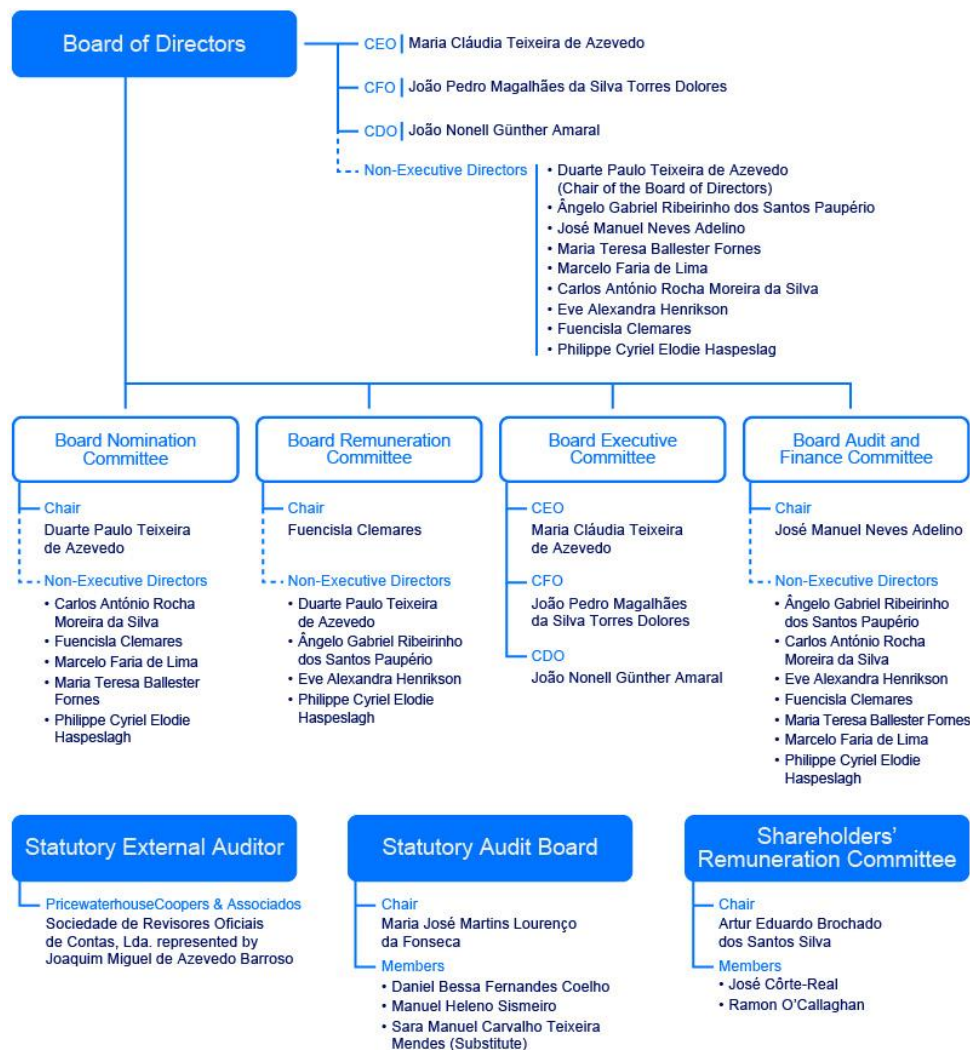 Board of Directors
CEO
Maria Cláudia Teixeira de Azevedo
CFO
João Pedro Magalhães da Silva Torres Dolores
CDO
João Nonell Günther Amaral
Non-Executive Directors
• Duarte Paulo Teixeira de Azevedo
(Chair of the Board of Directors)
• Ângelo Gabriel Ribeirinho dos Santos Paupério
• José Manuel Neves Adelino
• Maria Teresa Ballester Fornes
• Marcelo Faria de Lima
• Carlos António Rocha Moreira da Silva
• Eve Alexandra Henrikson
• Fuencisla Clemares
• Philippe Cyriel Elodie Haspeslag
Board Nomination
Committee
Chair
Duarte Paulo Teixeira
de Azevedo
Non-Executive Directors
• Carlos António Rocha
Moreira da Silva
• Fuencisla Clemares
• Marcelo Faria de Lima
• Maria Teresa Ballester
Fornes
• Philippe Cyriel Elodie
Haspeslagh
Board Remuneration
Committee
Chair
Fuencisla Clemares
Non-Executive Directors
• Duarte Paulo Teixeira
de Azevedo
• Ângelo Gabriel Ribeirinho
dos Santos Paupério
• Eve Alexandra Henrikson
• Philippe Cyriel Elodie
Haspeslagh
Board Executive
Committee
CEO
Maria Cláudia Teixeira
de Azevedo
CFO
João Pedro Magalhães
da Silva Torres Dolores
CDO
João Nonell Günther Amaral
Board Audit and
Finance Committee
Chair
José Manuel Neves Adelino
Non-Executive Directors
• Ângelo Gabriel Ribeirinho
dos Santos Paupério
• Carlos António Rocha
Moreira da Silva
• Eve Alexandra Henrikson
• Fuencisla Clemares
• Maria Teresa Ballester Fornes
• Marcelo Faria de Lima
• Philippe Cyriel Elodie
Haspeslagh
Statutory External Auditor
PricewaterhouseCoopers & Associados
Sociedade de Revisores Oficiais
de Contas, Lda. represented by
Joaquim Miguel de Azevedo Barroso
Statutory Audit Board
Chair
Maria José Martins Lourenço
da Fonseca
Members
• Daniel Bessa Fernandes Coelho
• Manuel Heleno Sismeiro
• Sara Manuel Carvalho Teixeira
Mendes (Substitute)
Shareholders'
Remuneration Committee
Chair
Artur Eduardo Brochado
dos Santos Silva
Members
• José Côrte-Real
• Ramon O'Callaghan